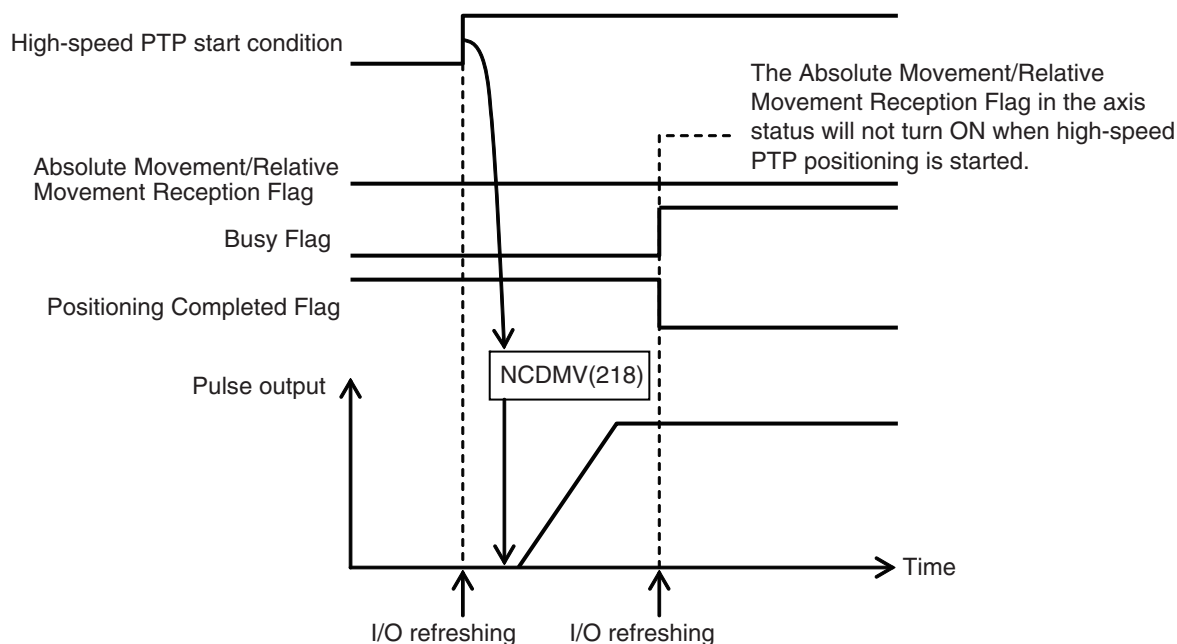 High-speed PTP start condition
The Absolute Movement/Relative
Movement Reception Flag in the axis
status will not turn ON when high-speed
PTP positioning is started.
Absolute Movement/Relative
Movement Reception Flag
Busy Flag
Positioning Completed Flag
NCDMV(218)
Pulse output
Time
I/O refreshing
I/O refreshing